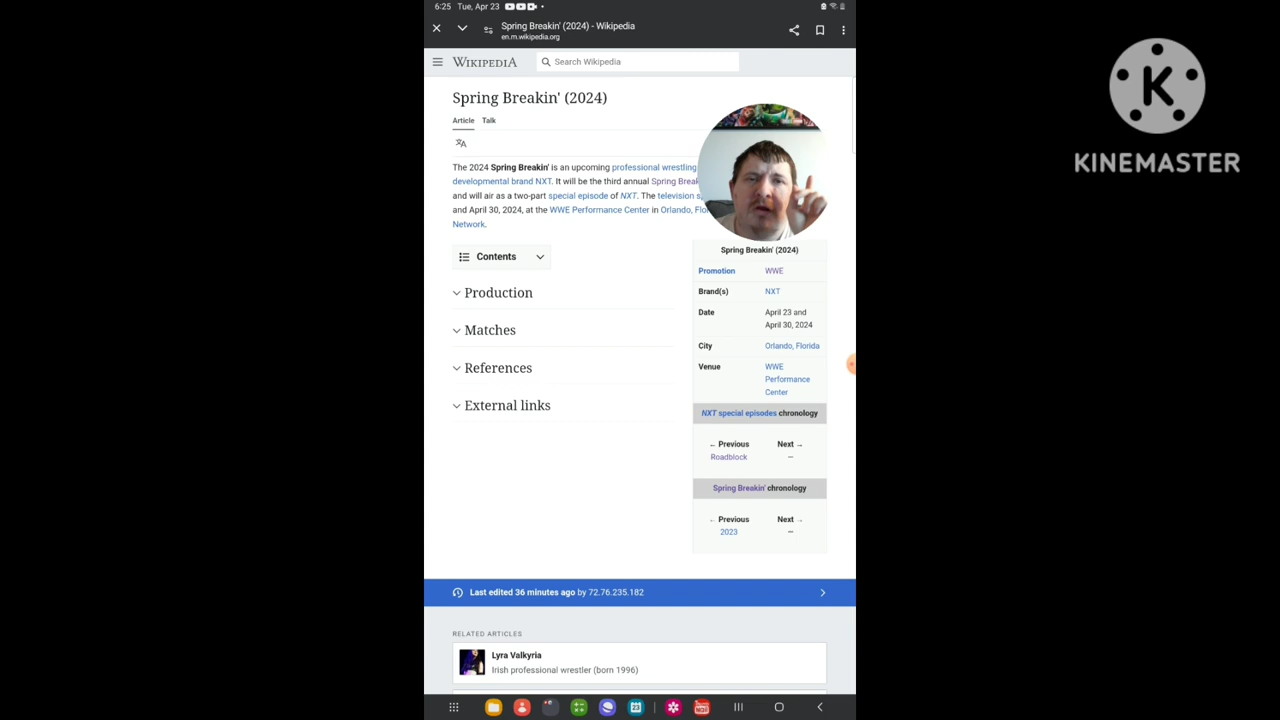 6:25 Tue, Apr 23
Spring Breakin' (2024) - Wikipedia
en.m.wikipedia.org
WIKIPEDIA
Search Wikipedia
Spring Breakin' (2024)
Article Talk
The 2024 Spring Breakin' is an upcoming professional wrestling
developmental brand NXT. It will be the third annual Spring
and will air as a two-part special episode of NXT. The television
and April 30, 2024, at the WWE Performance Center in Orlando,
Network.
Contents
Production
Matches
References
External links
Spring Breakin' (2024)
Promotion WWE
Brand(s) NXT
Date April 23 and
April 30, 2024
City Orlando, Florida
Venue WWE
Performance
Center
NXT special episodes chronology
← Previous Next →
Roadblock —
Spring Breakin' chronology
← Previous Next →
2023 —
Last edited 36 minutes ago by 72.76.235.182
RELATED ARTICLES
Lyra Valkyria
Irish professional wrestler (born 1996)
K
KINEMASTER